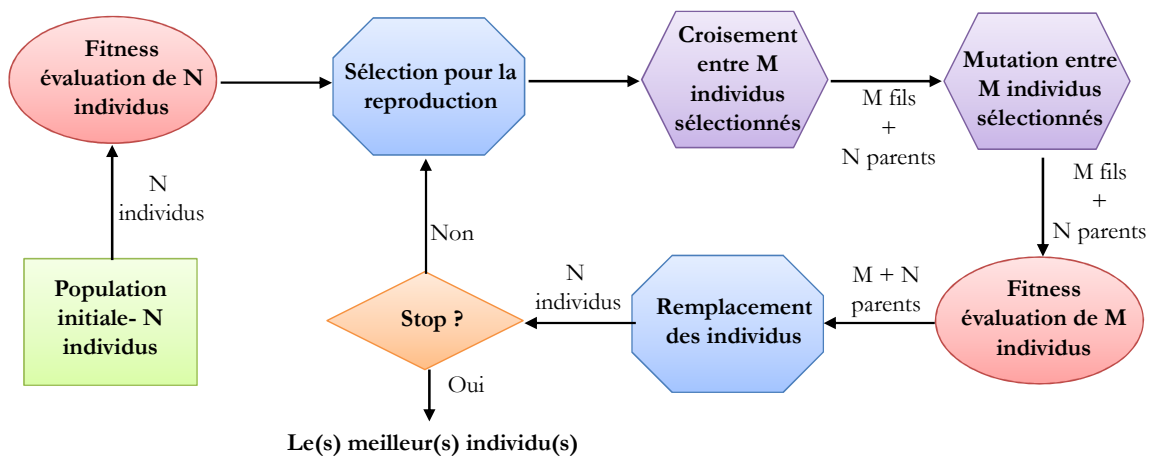 Fitness
évaluation de N
individus
Sélection pour la
reproduction
Croisement
entre M
individus
sélectionnés
M fils
+
N parents
Mutation entre
M individus
sélectionnés
M fils
+
N parents
N
individus
Non
Population
initiale- N
individus
Stop ?
N
individus
Remplacement
des individus
M + N
parents
Fitness
évaluation de M
individus
Oui
Le(s) meilleur(s) individu(s)